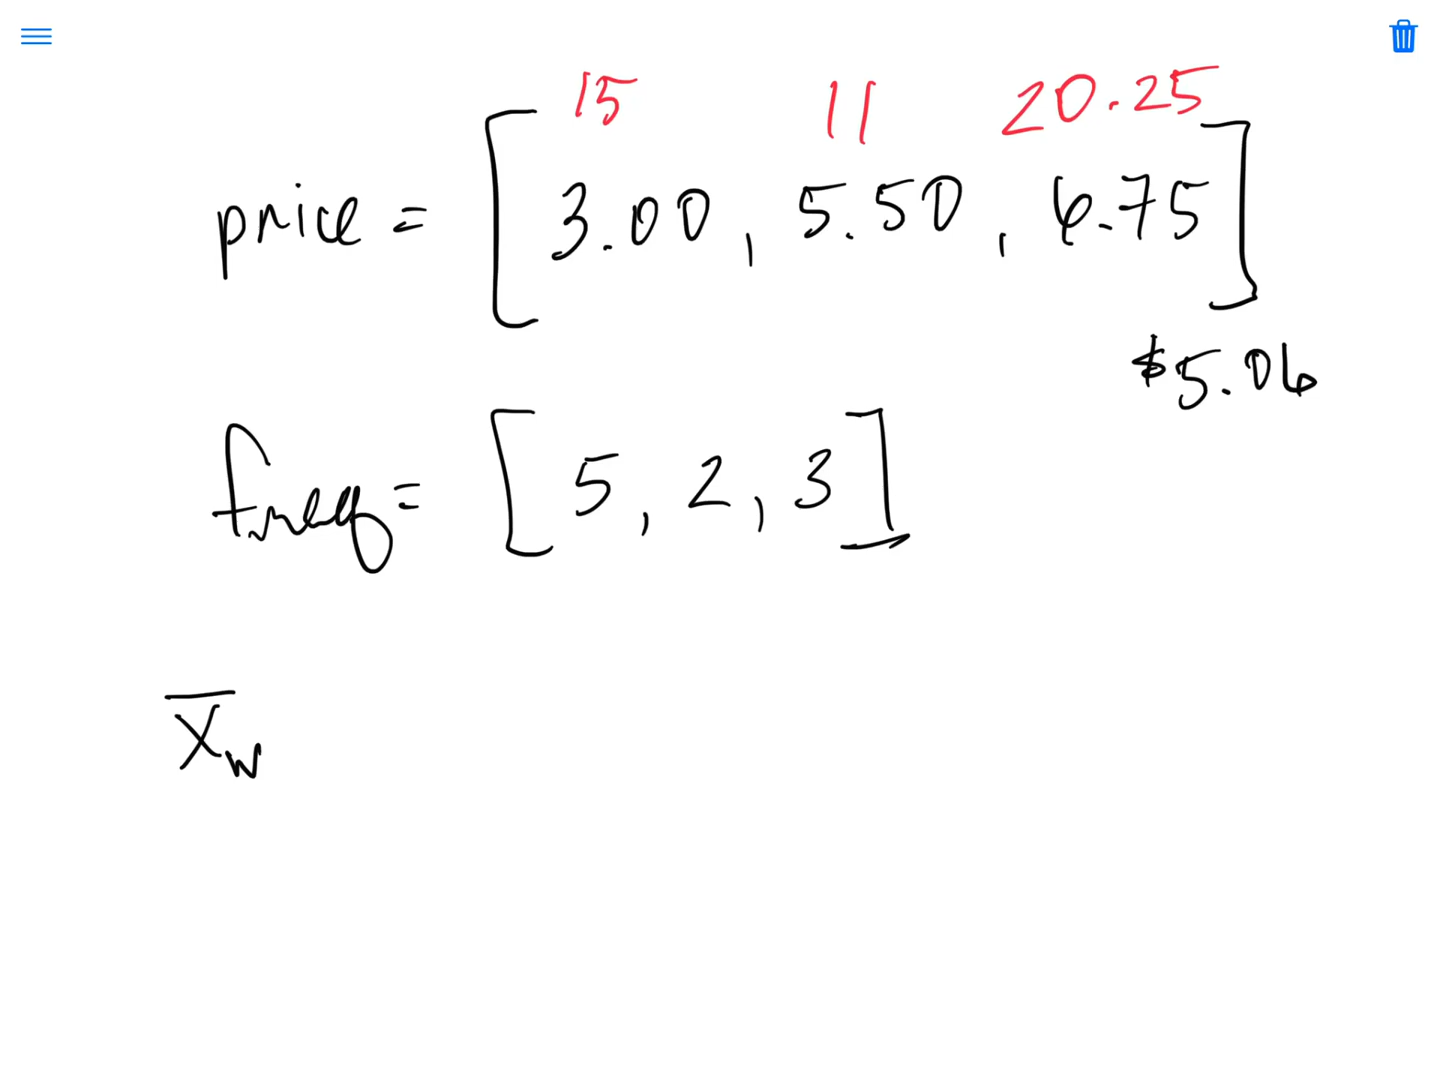 15 11 20.25
price = [3.00, 5.50, 6.75]
$5.06
freq = [5, 2, 3]
X̄w